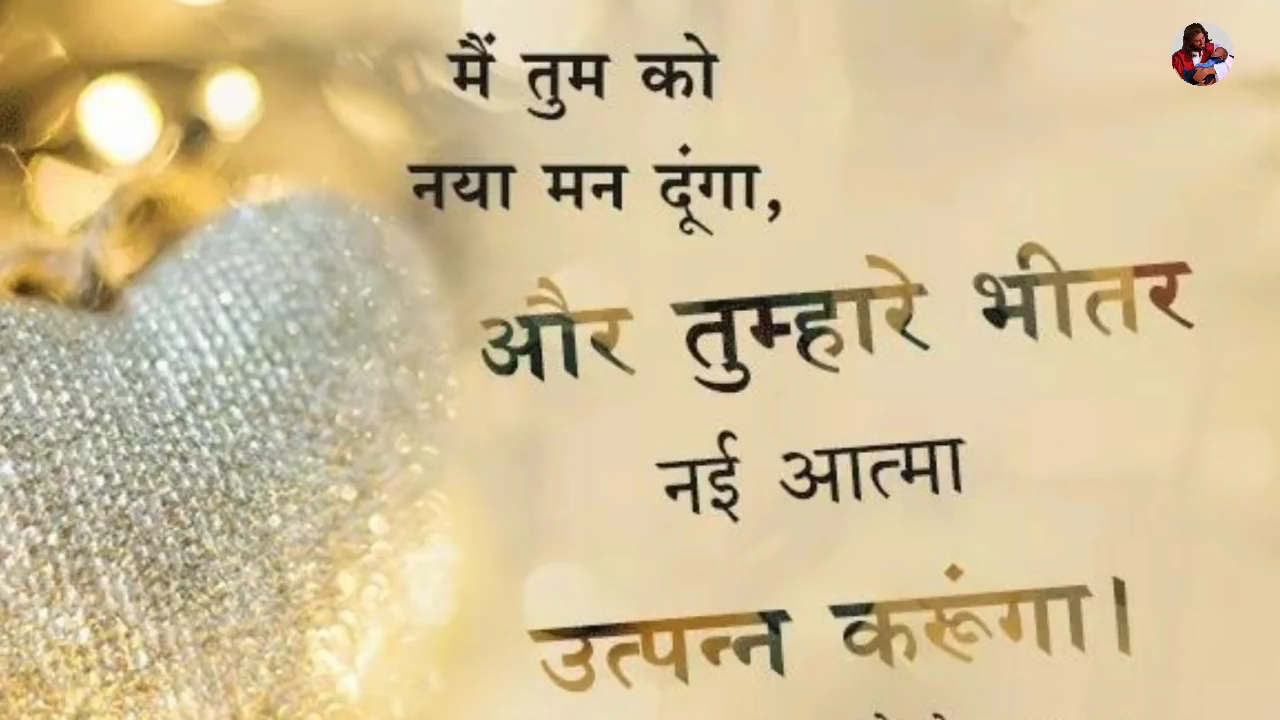 मैं तुम को
नया मन दूंगा,
और तुम्हारे भीतर
नई आत्मा
उत्पन्न करूंगा।